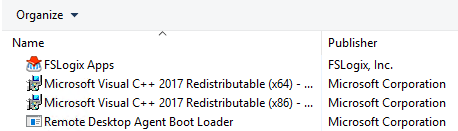 Organize
Name Publisher
FSLogix Apps FSLogix, Inc.
Microsoft Visual C++ 2017 Redistributable (x64) - ... Microsoft Corporation
Microsoft Visual C++ 2017 Redistributable (x86) - ... Microsoft Corporation
Remote Desktop Agent Boot Loader Microsoft Corporation